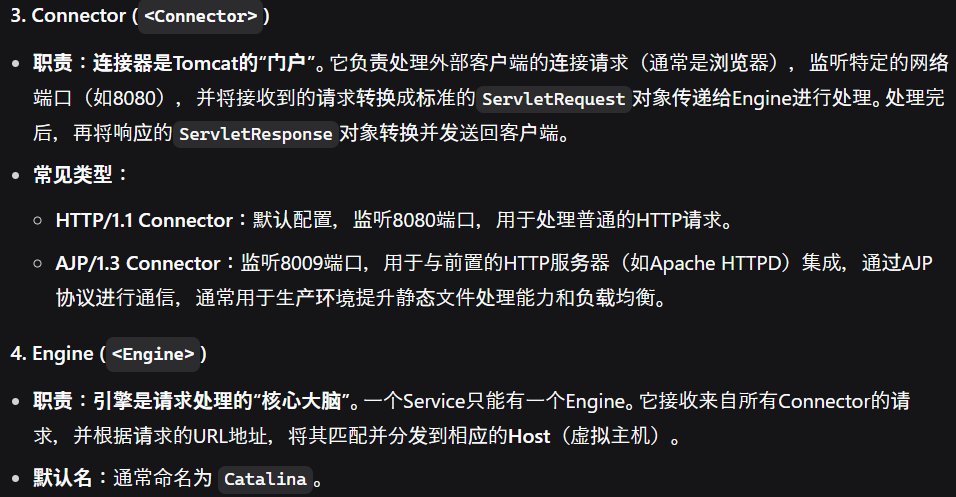 3. Connector (<Connector>)
• 职责：连接器是Tomcat的“门户”。它负责处理外部客户端的连接请求（通常是浏览器），监听特定的网络
端口（如8080），并将接收到的请求转换成标准的 ServletRequest 对象传递给Engine进行处理。处理完
后，再将响应的 ServletResponse 对象转换并发送回客户端。
• 常见类型：
○ HTTP/1.1 Connector：默认配置，监听8080端口，用于处理普通的HTTP请求。
○ AJP/1.3 Connector：监听8009端口，用于与前置的HTTP服务器（如Apache HTTPD）集成，通过AJP
协议进行通信，通常用于生产环境提升静态文件处理能力和负载均衡。
4. Engine (<Engine>)
• 职责：引擎是请求处理的“核心大脑”。一个Service只能有一个Engine。它接收来自所有Connector的请
求，并根据请求的URL地址，将其匹配并分发到相应的Host（虚拟主机）。
• 默认名：通常命名为 Catalina。